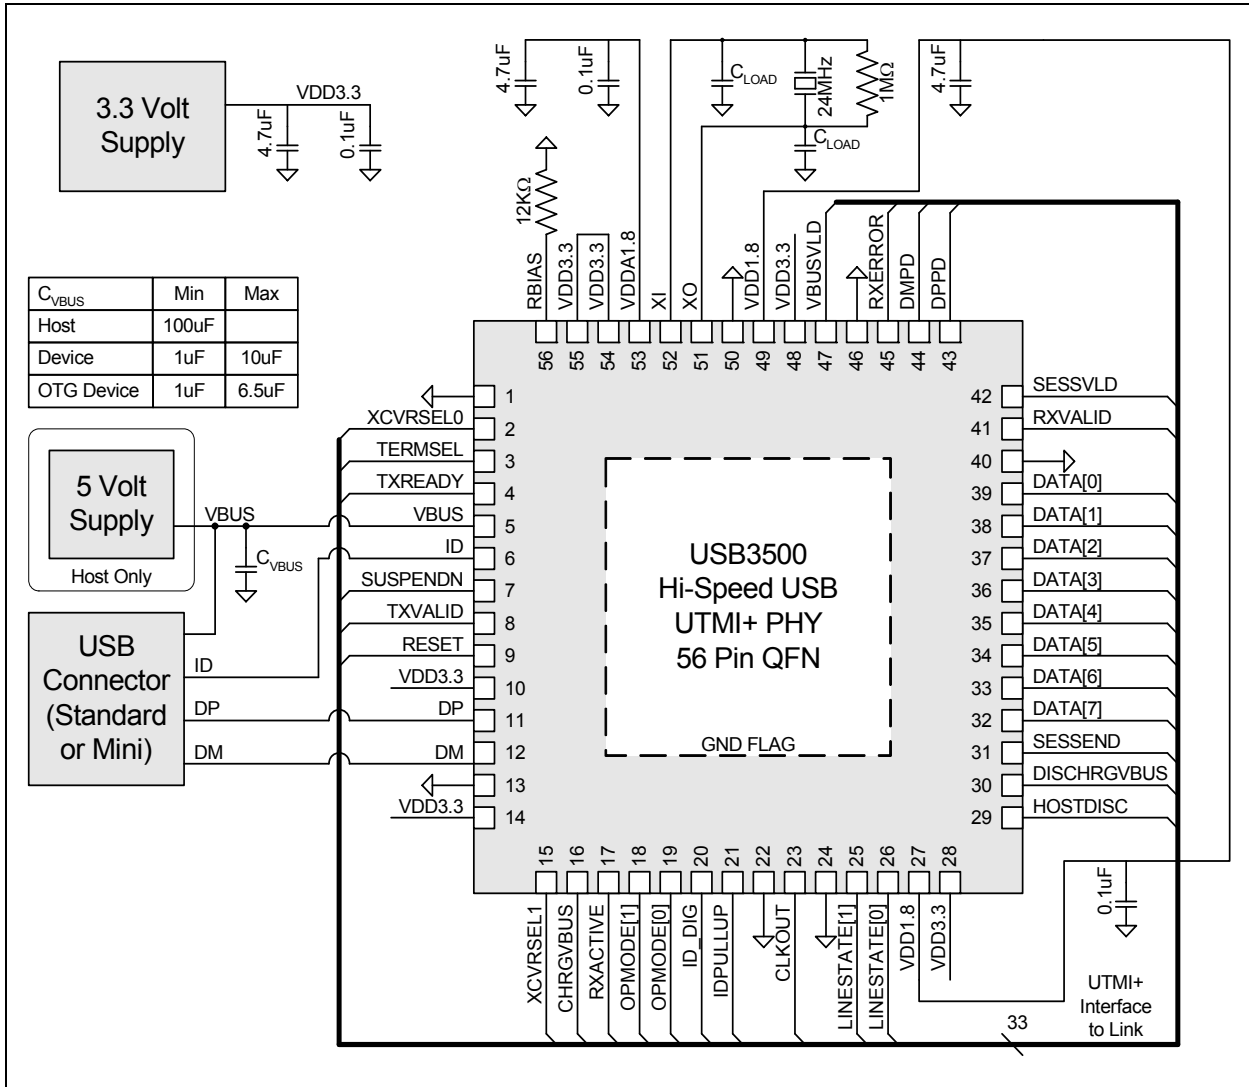 3.3 Volt
Supply
VDD3.3
4.7uF
0.1uF
4.7uF
0.1uF
C_LOAD
24MHz
1MΩ
C_LOAD
4.7uF
12KΩ
RBIAS
VDD3.3
VDD3.3
VDDA1.8
XI
XO
VDD1.8
VDD3.3
VBUSVLD
RXERROR
DMPD
DPPD
56
55
54
53
52
51
50
49
48
47
46
45
44
43
C_VBUS Min Max
Host 100uF
Device 1uF 10uF
OTG Device 1uF 6.5uF
5 Volt
Supply
Host Only
VBUS
C_VBUS
USB
Connector
(Standard
or Mini)
ID
DP
DM
1
XCVRSEL0 2
TERMSEL 3
TXREADY 4
VBUS 5
ID 6
SUSPENDN 7
TXVALID 8
RESET 9
VDD3.3 10
DP 11
DM 12
13
VDD3.3 14
USB3500
Hi-Speed USB
UTMI+ PHY
56 Pin QFN
GND FLAG
42 SESSVLD
41 RXVALID
40
39 DATA[0]
38 DATA[1]
37 DATA[2]
36 DATA[3]
35 DATA[4]
34 DATA[5]
33 DATA[6]
32 DATA[7]
31 SESSEND
30 DISCHRGVBUS
29 HOSTDISC
15
16
17
18
19
20
21
22
23
24
25
26
27
28
XCVRSEL1
CHRGVBUS
RXACTIVE
OPMODE[1]
OPMODE[0]
ID_DIG
IDPULLUP
CLKOUT
LINESTATE[1]
LINESTATE[0]
VDD1.8
VDD3.3
0.1uF
UTMI+
Interface
to Link
33